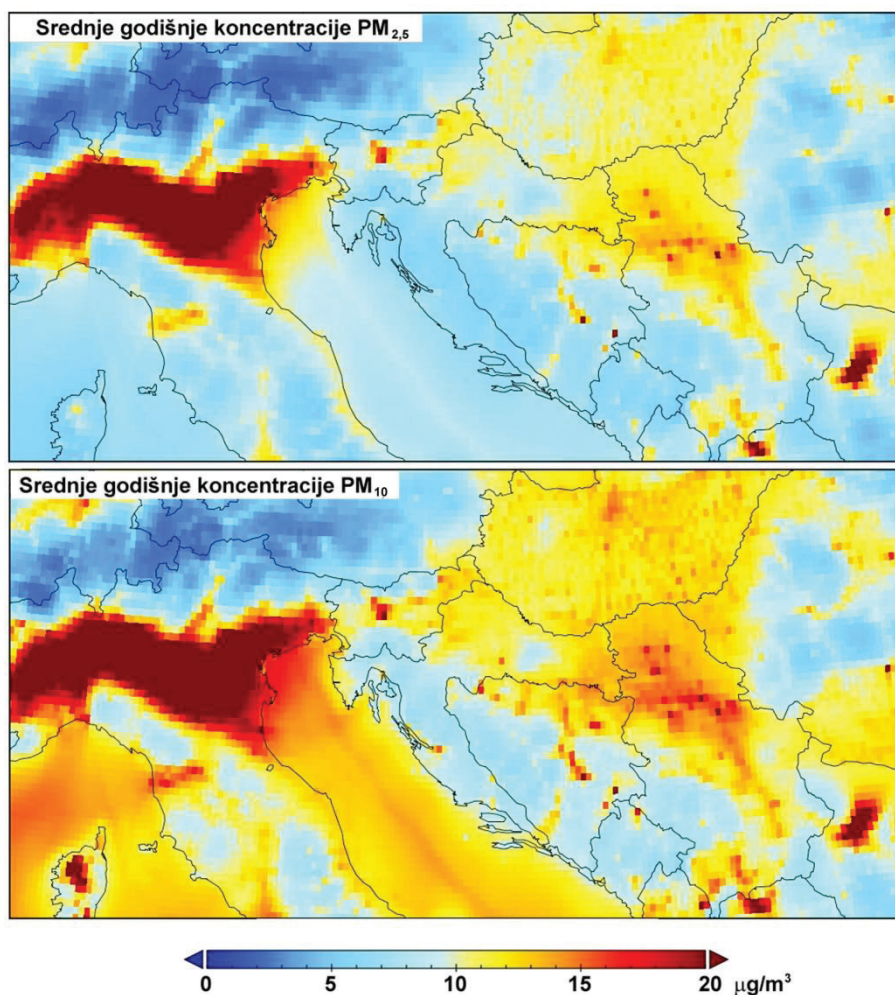 Srednje godišnje koncentracije PM₂,₅
Srednje godišnje koncentracije PM₁₀
0 5 10 15 20 µg/m³